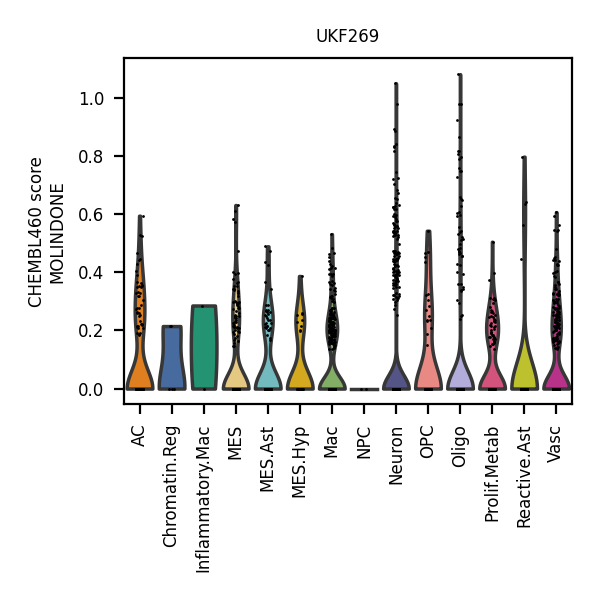 UKF269
CHEMBL460 score
MOLINDONE
1.0
0.8
0.6
0.4
0.2
0.0
AC
Chromatin.Reg
Inflammatory.Mac
MES
MES.Ast
MES.Hyp
Mac
NPC
Neuron
OPC
Oligo
Prolif.Metab
Reactive.Ast
Vasc